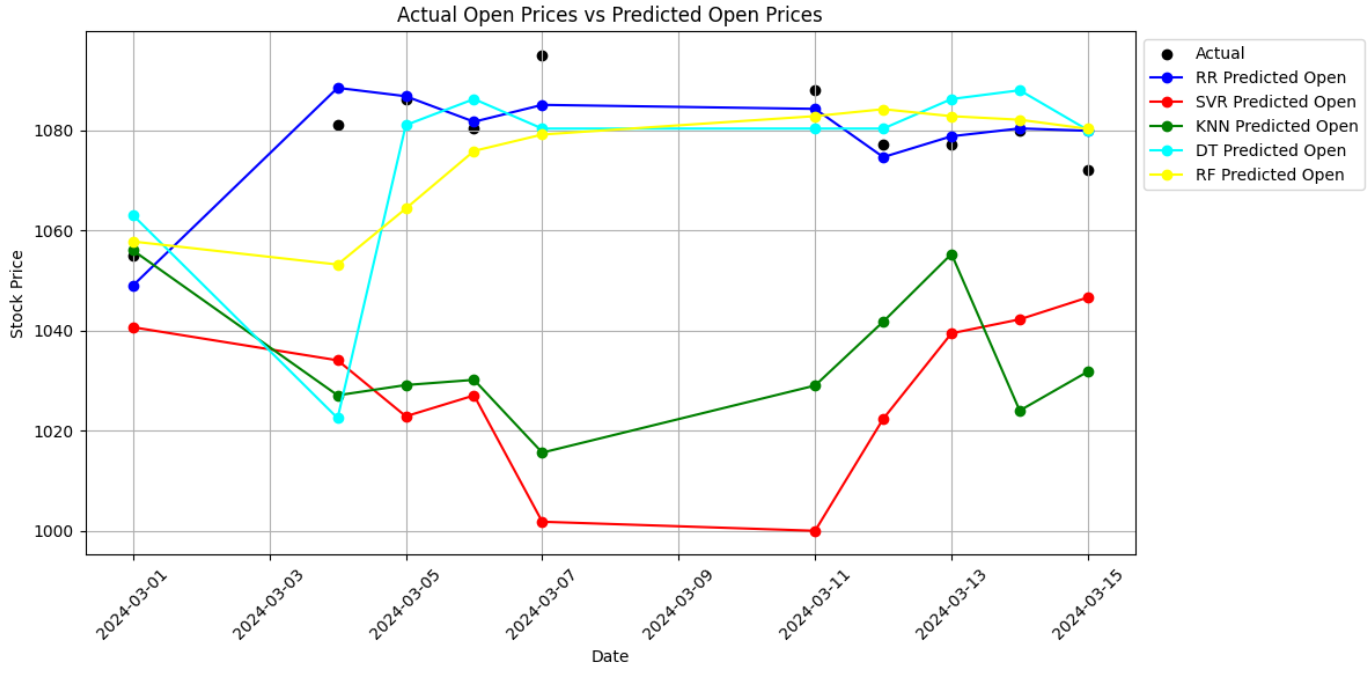 Actual Open Prices vs Predicted Open Prices
Actual
RR Predicted Open
SVR Predicted Open
KNN Predicted Open
DT Predicted Open
RF Predicted Open
Stock Price
1080
1060
1040
1020
1000
2024-03-01
2024-03-03
2024-03-05
2024-03-07
2024-03-09
2024-03-11
2024-03-13
2024-03-15
Date